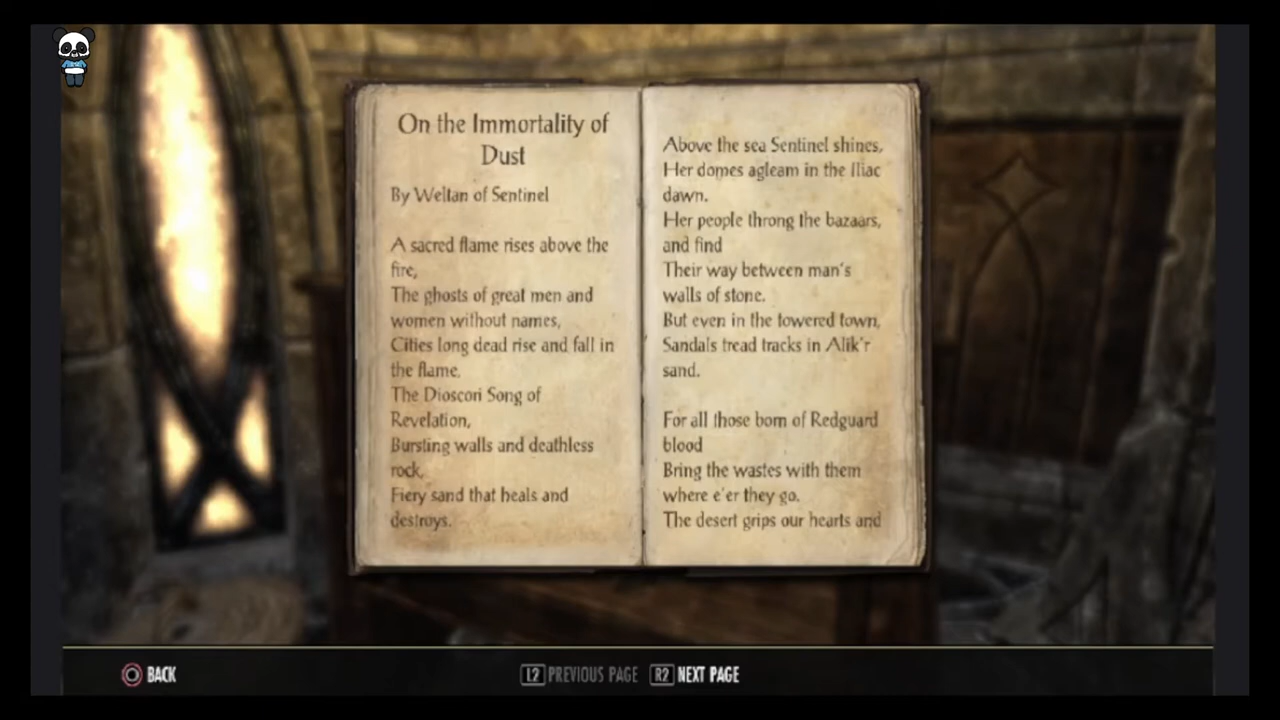 On the Immortality of
Dust
By Weltan of Sentinel
A sacred flame rises above the
fire,
The ghosts of great men and
women without names,
Cities long dead rise and fall in
the flame.
The Dioscori Song of
Revelation,
Bursting walls and deathless
rock,
Fiery sand that heals and
destroys.
Above the sea Sentinel shines,
Her domes agleam in the Iliac
dawn.
Her people throng the bazaars,
and find
Their way between man's
walls of stone.
But even in the towered town,
Sandals tread tracks in Alik'r
sand.
For all those born of Redguard
blood
Bring the wastes with them
where e'er they go.
The desert grips our hearts and
BACK
L2 PREVIOUS PAGE R2 NEXT PAGE